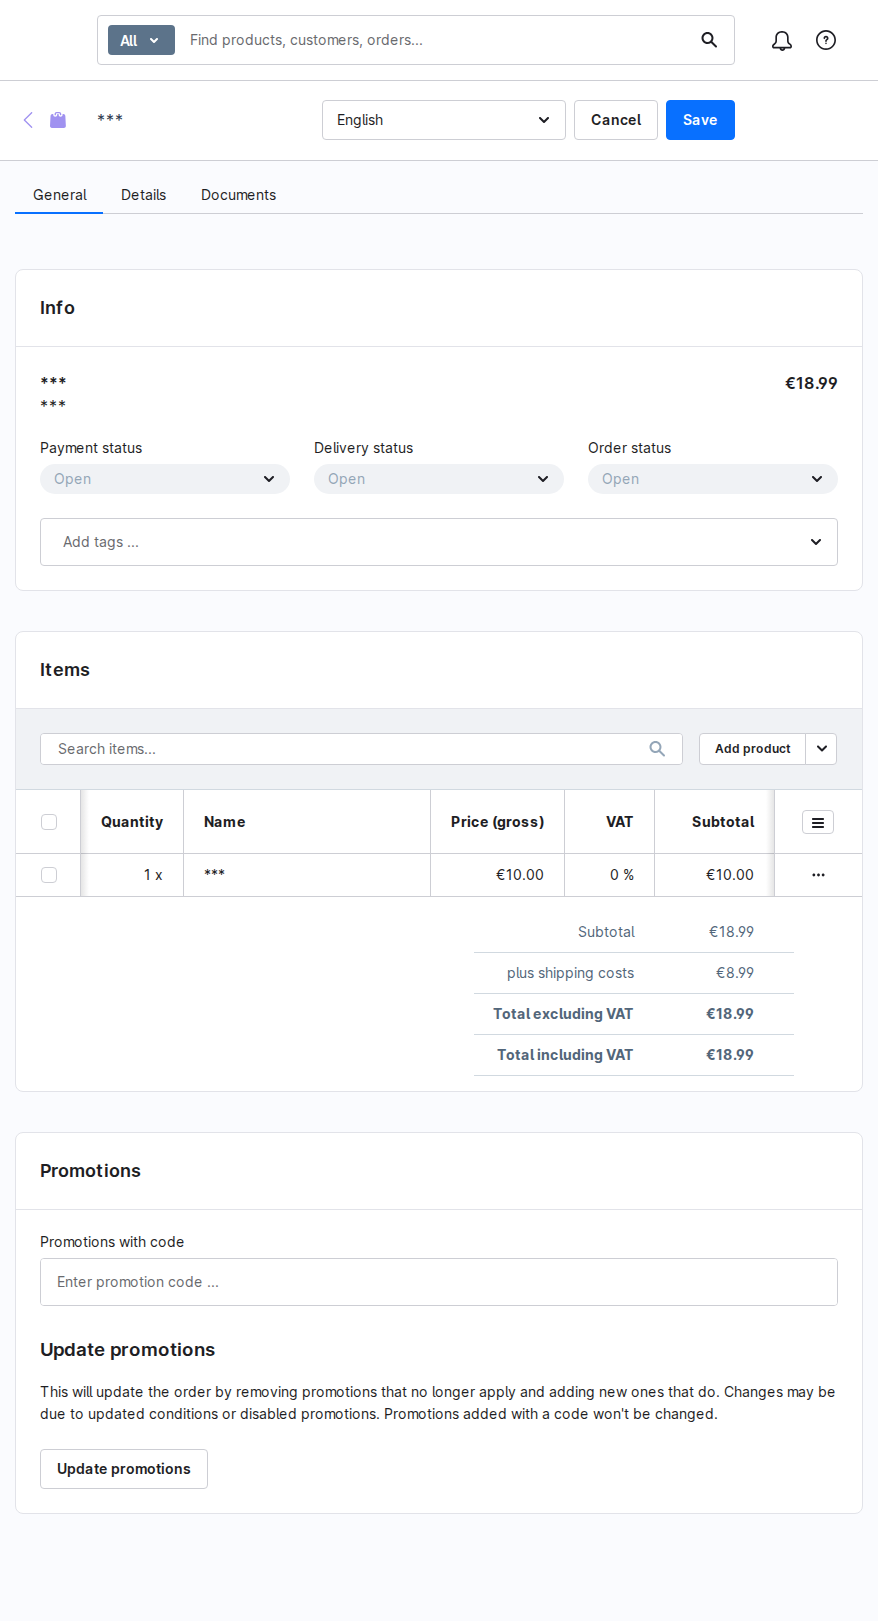 All
Find products, customers, orders...
***
English
Cancel
Save
General Details Documents
Info
*** €18.99
***
Payment status Delivery status Order status
Open Open Open
Add tags ...
Items
Search items...
Add product
Quantity Name Price (gross) VAT Subtotal
1 x *** €10.00 0 % €10.00
Subtotal €18.99
plus shipping costs €8.99
Total excluding VAT €18.99
Total including VAT €18.99
Promotions
Promotions with code
Enter promotion code ...
Update promotions
This will update the order by removing promotions that no longer apply and adding new ones that do. Changes may be
due to updated conditions or disabled promotions. Promotions added with a code won't be changed.
Update promotions